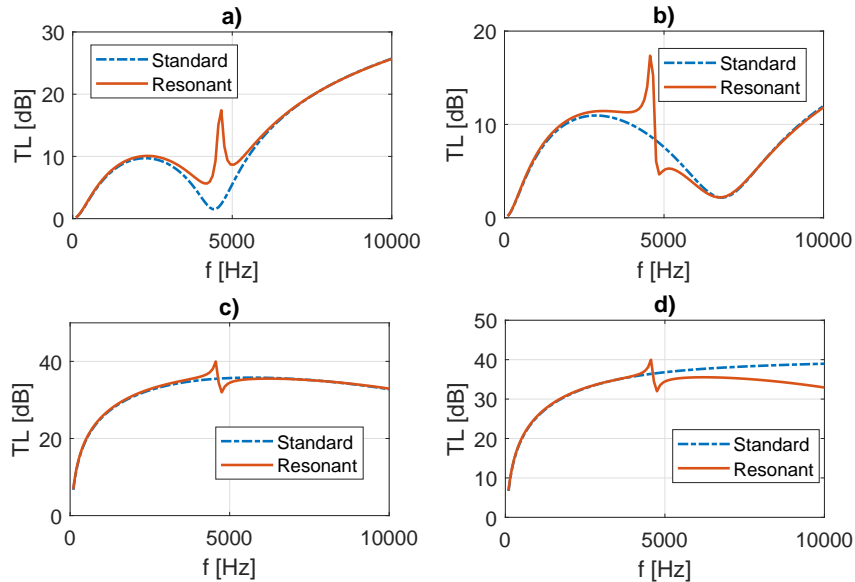 a)
TL [dB]
30
20
10
0
Standard
Resonant
0
5000
10000
f [Hz]
b)
TL [dB]
20
10
0
Standard
Resonant
0
5000
10000
f [Hz]
c)
TL [dB]
40
20
0
Standard
Resonant
0
5000
10000
f [Hz]
d)
TL [dB]
50
40
30
20
10
0
Standard
Resonant
0
5000
10000
f [Hz]